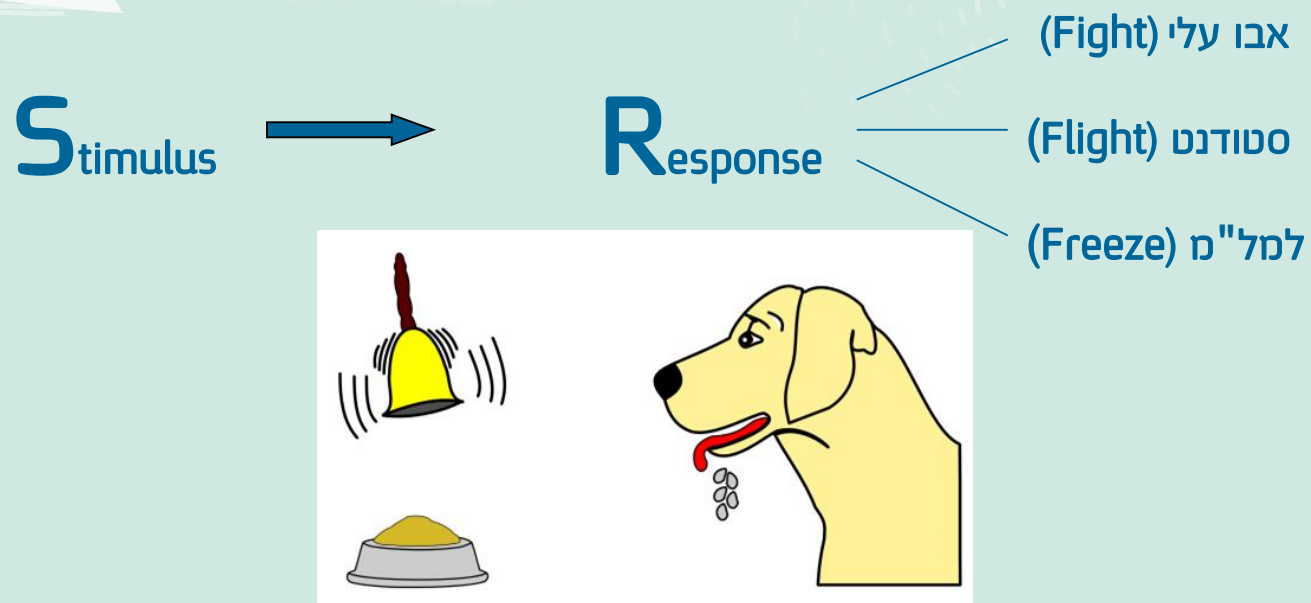 Stimulus
Response
אבו עלי (Fight)
סטודנט (Flight)
למל"מ (Freeze)